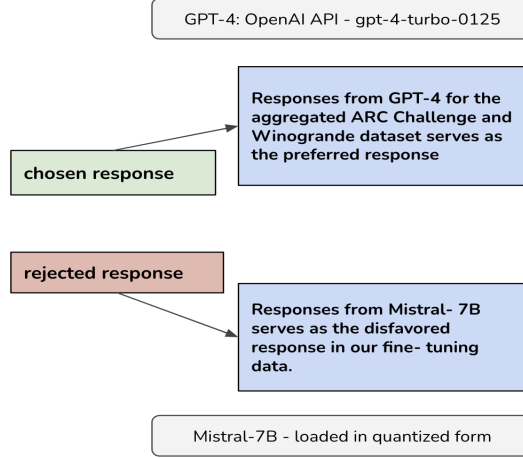 GPT-4: OpenAI API - gpt-4-turbo-0125
Responses from GPT-4 for the
aggregated ARC Challenge and
Winogrande dataset serves as
the preferred response
chosen response
rejected response
Responses from Mistral- 7B
serves as the disfavored
response in our fine- tuning
data.
Mistral-7B - loaded in quantized form